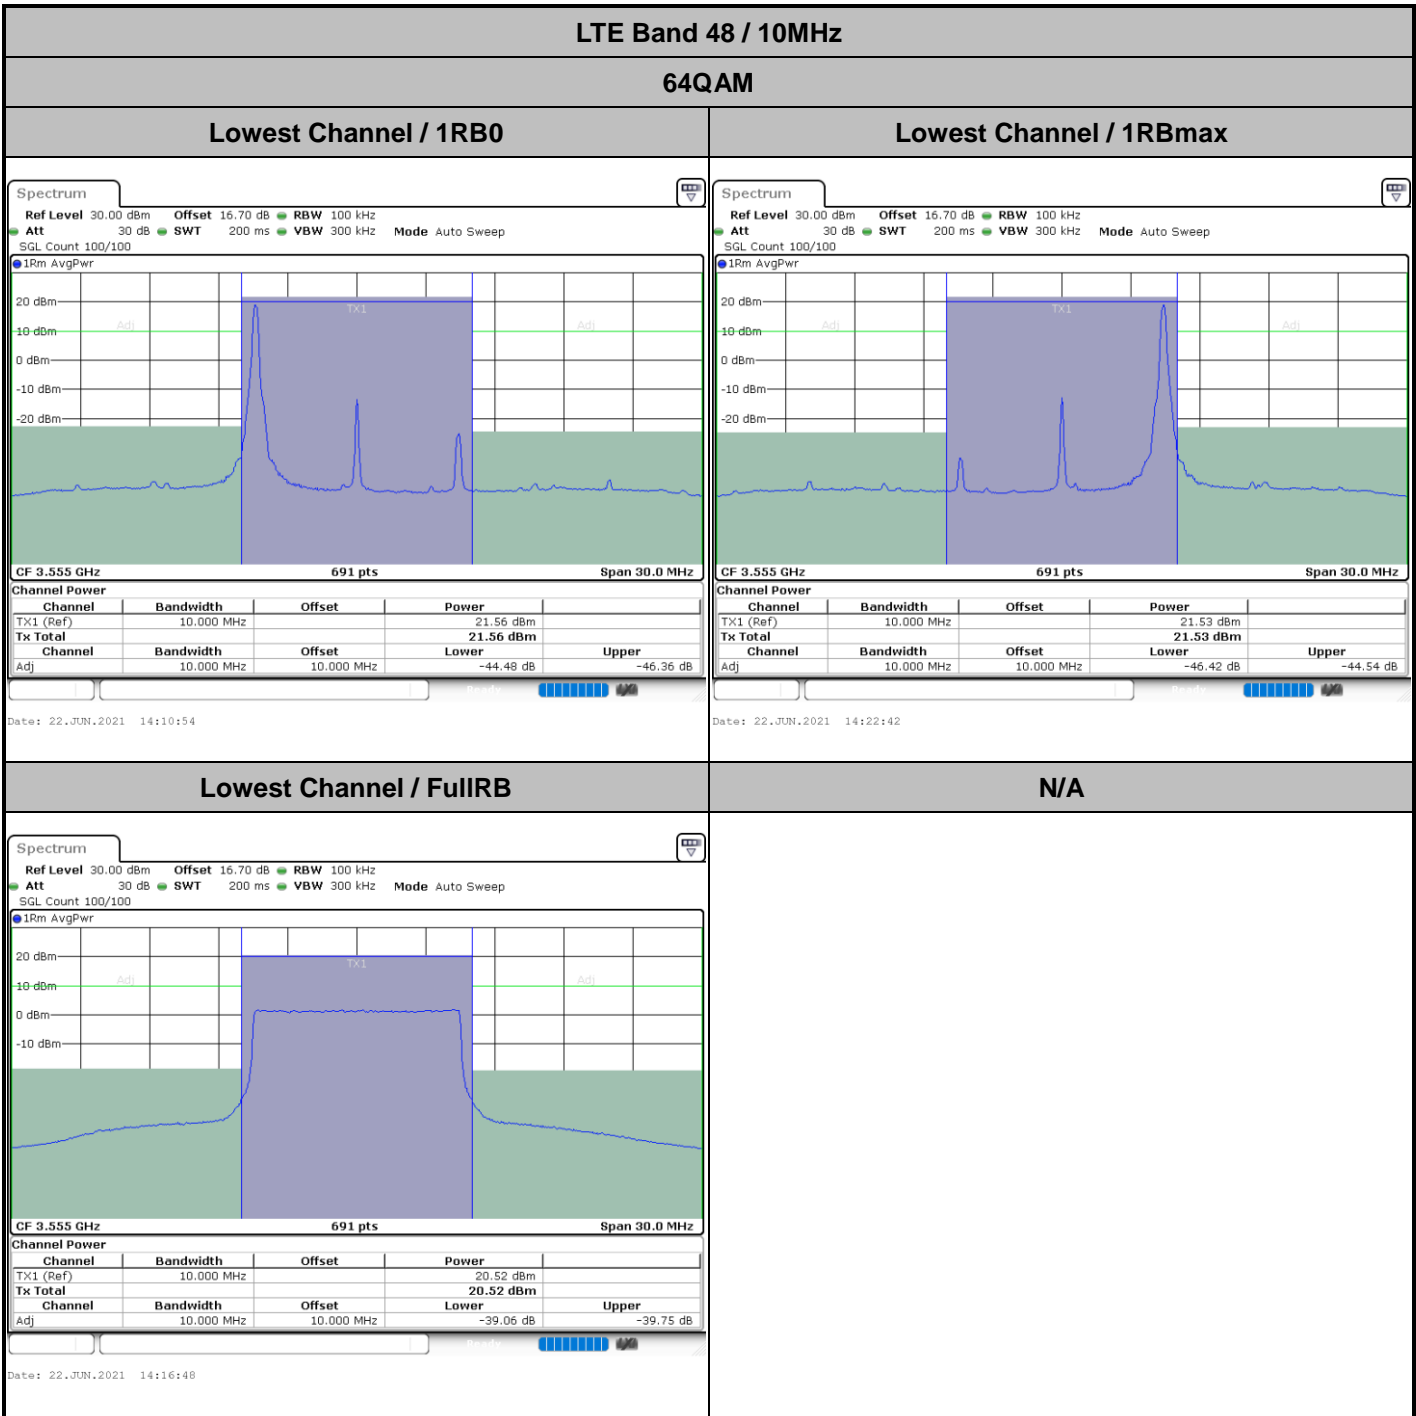 LTE Band 48 / 10MHz
64QAM
Lowest Channel / 1RB0
Lowest Channel / 1RBmax
Spectrum
Ref Level 30.00 dBm Offset 16.70 dB RBW 100 kHz
Att 30 dB SWT 200 ms VBW 300 kHz Mode Auto Sweep
SGL Count 100/100
1Rm AvgPwr
20 dBm
TX1
10 dBm
Adj
Adj
0 dBm
-10 dBm
-20 dBm
CF 3.555 GHz 691 pts Span 30.0 MHz
Channel Power
Channel Bandwidth Offset Power
TX1 (Ref) 10.000 MHz 21.56 dBm
Tx Total 21.56 dBm
Channel Bandwidth Offset Lower Upper
Adj 10.000 MHz 10.000 MHz -44.48 dB -46.36 dB
Ready
Date: 22.JUN.2021 14:10:54
Spectrum
Ref Level 30.00 dBm Offset 16.70 dB RBW 100 kHz
Att 30 dB SWT 200 ms VBW 300 kHz Mode Auto Sweep
SGL Count 100/100
1Rm AvgPwr
20 dBm
TX1
10 dBm
Adj
Adj
0 dBm
-10 dBm
-20 dBm
CF 3.555 GHz 691 pts Span 30.0 MHz
Channel Power
Channel Bandwidth Offset Power
TX1 (Ref) 10.000 MHz 21.53 dBm
Tx Total 21.53 dBm
Channel Bandwidth Offset Lower Upper
Adj 10.000 MHz 10.000 MHz -46.42 dB -44.54 dB
Ready
Date: 22.JUN.2021 14:22:42
Lowest Channel / FullRB
N/A
Spectrum
Ref Level 30.00 dBm Offset 16.70 dB RBW 100 kHz
Att 30 dB SWT 200 ms VBW 300 kHz Mode Auto Sweep
SGL Count 100/100
1Rm AvgPwr
20 dBm
TX1
10 dBm
Adj
Adj
0 dBm
-10 dBm
CF 3.555 GHz 691 pts Span 30.0 MHz
Channel Power
Channel Bandwidth Offset Power
TX1 (Ref) 10.000 MHz 20.52 dBm
Tx Total 20.52 dBm
Channel Bandwidth Offset Lower Upper
Adj 10.000 MHz 10.000 MHz -39.06 dB -39.75 dB
Ready
Date: 22.JUN.2021 14:16:48